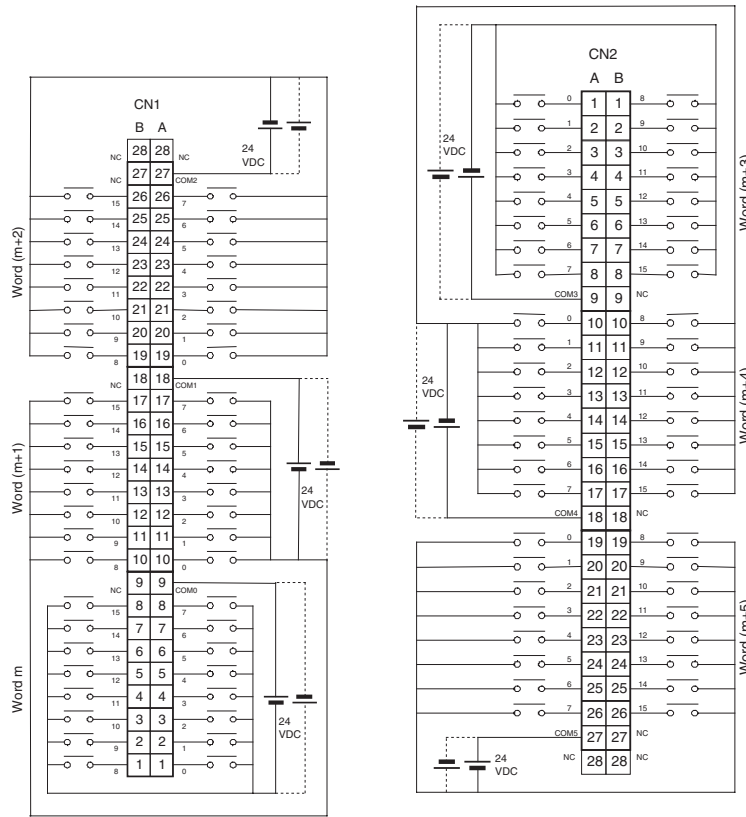 CN1
B A
24 VDC
NC 28 28 NC
NC 27 27 COM2
Word (m+2)
15 26 26 7
14 25 25 6
13 24 24 5
12 23 23 4
11 22 22 3
10 21 21 2
9 20 20 1
8 19 19 0
NC 18 18 COM1
Word (m+1)
15 17 17 7
14 16 16 6
13 15 15 5
12 14 14 4
11 13 13 3
10 12 12 2
9 11 11 1
8 10 10 0
24 VDC
NC 9 9 COM0
Word m
15 8 8 7
14 7 7 6
13 6 6 5
12 5 5 4
11 4 4 3
10 3 3 2
9 2 2 1
8 1 1 0
24 VDC
CN2
A B
24 VDC
0 1 1 8
1 2 2 9
2 3 3 10
3 4 4 11
4 5 5 12
5 6 6 13
6 7 7 14
7 8 8 15
Word (m+3)
COM3 9 9 NC
0 10 10 8
1 11 11 9
2 12 12 10
3 13 13 11
4 14 14 12
5 15 15 13
6 16 16 14
7 17 17 15
Word (m+4)
24 VDC
COM4 18 18 NC
0 19 19 8
1 20 20 9
2 21 21 10
3 22 22 11
4 23 23 12
5 24 24 13
6 25 25 14
7 26 26 15
Word (m+5)
COM5 27 27 NC
NC 28 28 NC
24 VDC